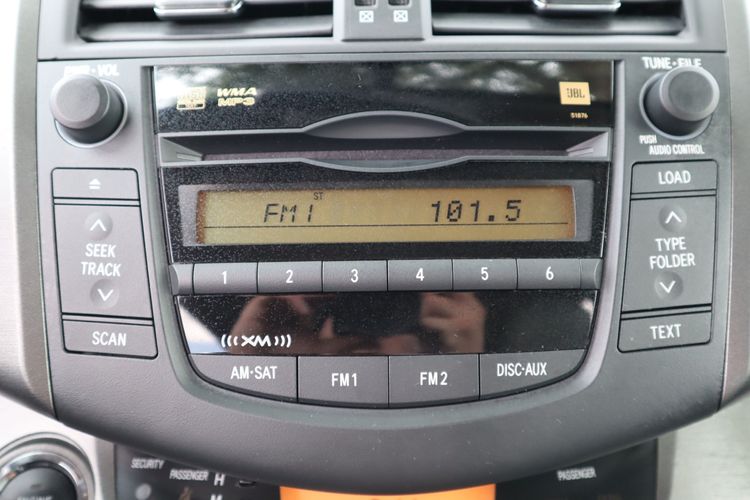 PWR·VOL
TUNE·FILE
WMA
MP3
JBL
51876
PUSH
AUDIO CONTROL
LOAD
ST
FM1 101.5
SEEK
TRACK
TYPE
FOLDER
1 2 3 4 5 6
SCAN
TEXT
(((XM)))
AM·SAT
FM1
FM2
DISC·AUX
SECURITY
PASSENGER
H
M
PASSENGER